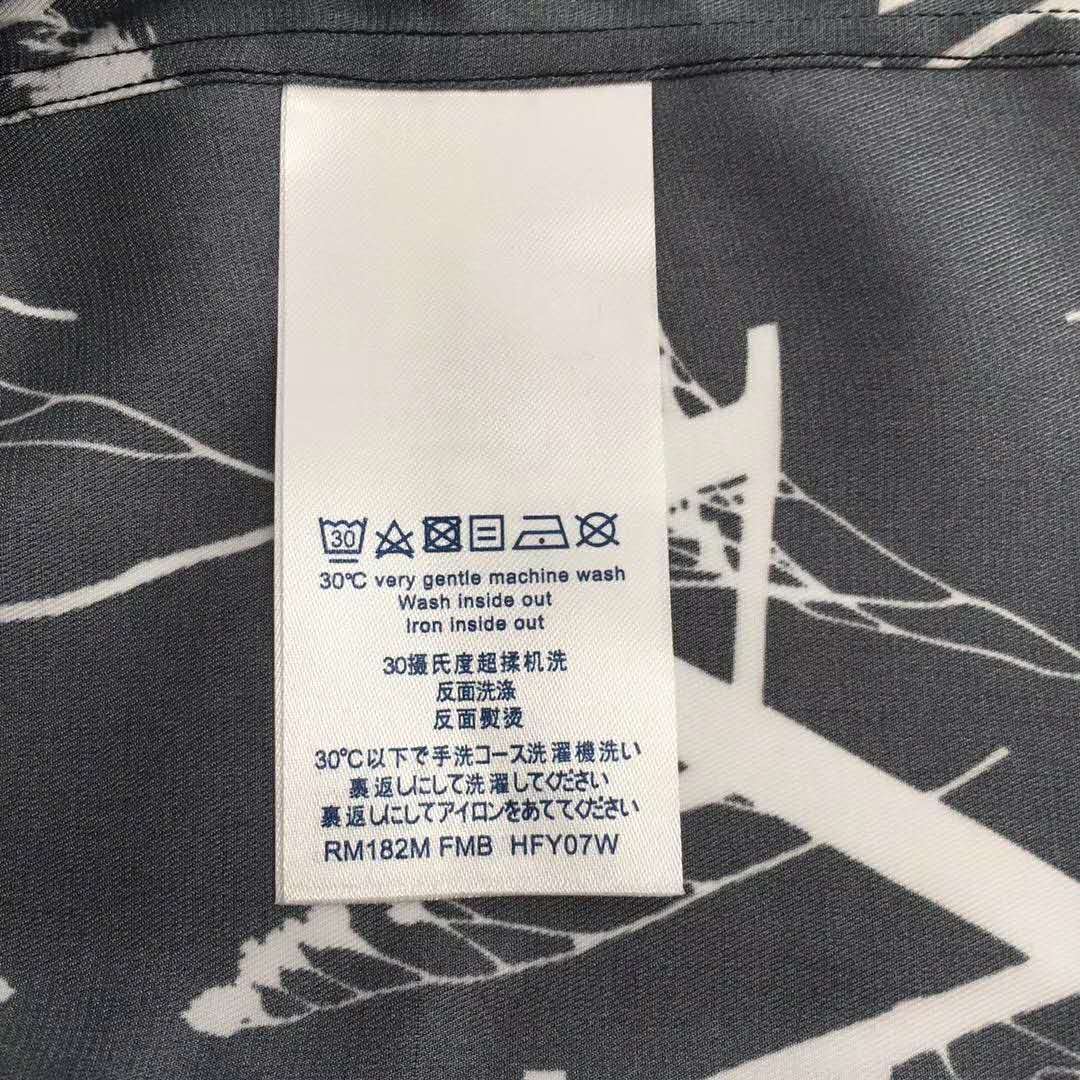 30
30℃ very gentle machine wash
Wash inside out
Iron inside out
30摄氏度超揉机洗
反面洗涤
反面熨烫
30℃以下で手洗コース洗濯機洗い
裏返しにして洗濯してください
裏返しにしてアイロンをあててください
RM182M FMB HFY07W